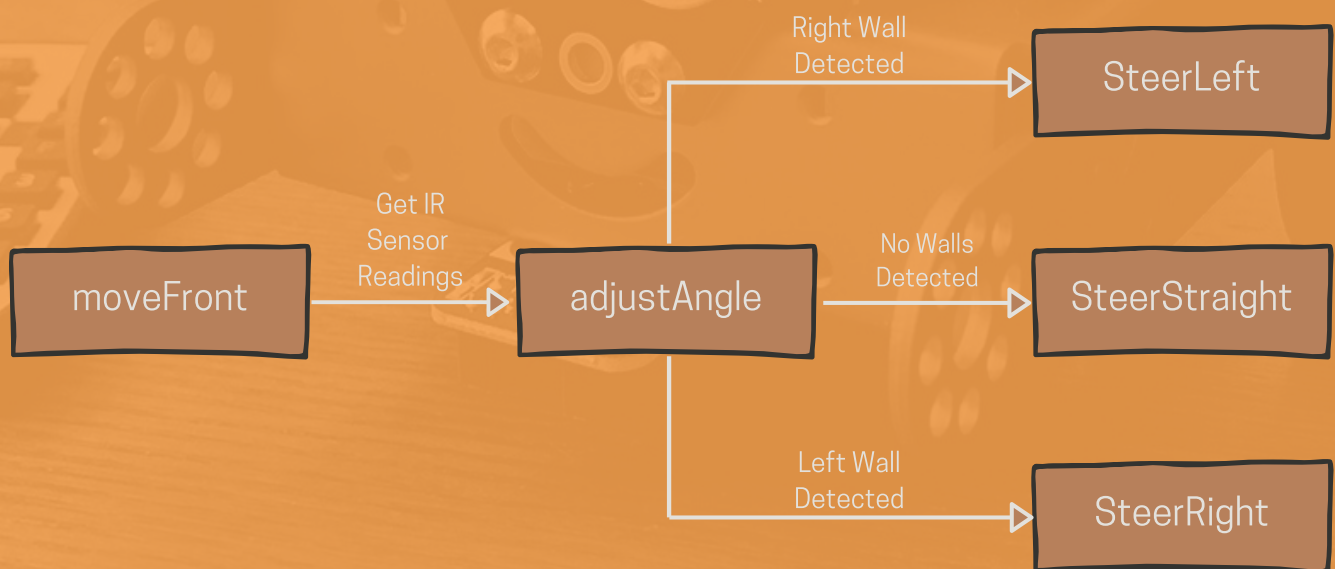 moveFront
Get IR
Sensor
Readings
adjustAngle
Right Wall
Detected
SteerLeft
No Walls
Detected
SteerStraight
Left Wall
Detected
SteerRight